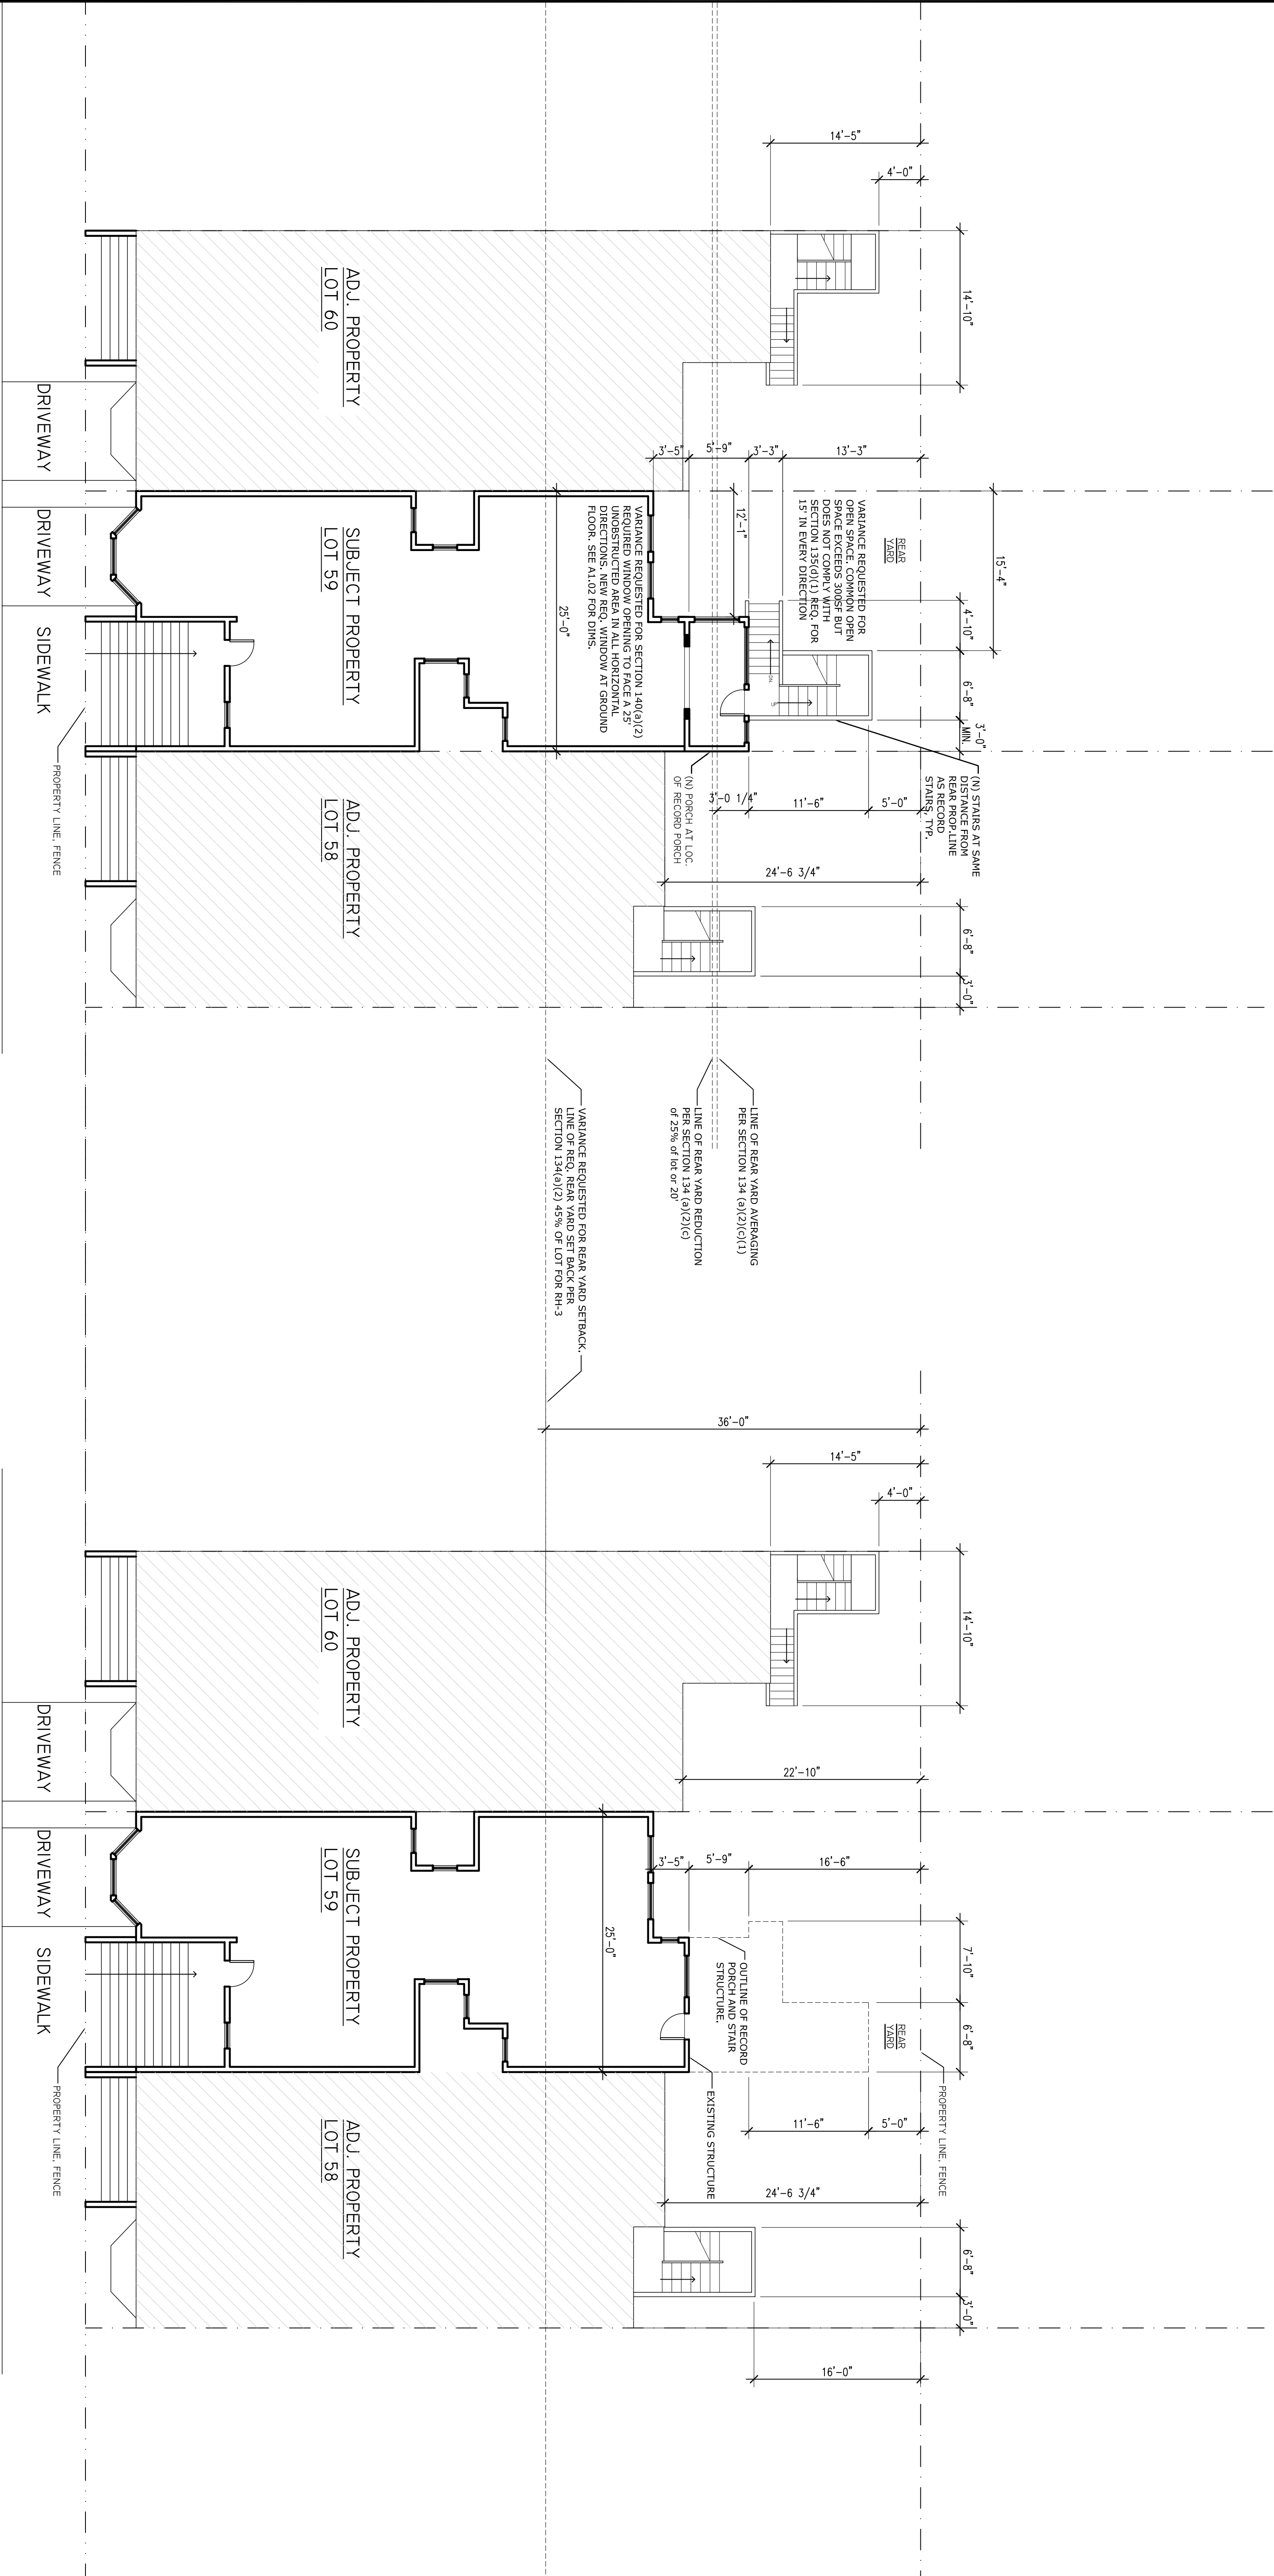 14'-5"
4'-0"
14'-10"
ADJ. PROPERTY
LOT 60
DRIVEWAY
3'-5"
5'-9"
3'-3"
13'-3"
12'-1"
15'-4"
4'-10"
6'-8"
3'-0"
MIN.
REAR
YARD
VARIANCE REQUESTED FOR
OPEN SPACE. COMMON OPEN
SPACE EXCEEDS 300SF BUT
DOES NOT COMPLY WITH
SECTION 135(d)(1) REQ. FOR
15' IN EVERY DIRECTION
VARIANCE REQUESTED FOR SECTION 140(a)(2)
REQUIRED WINDOW OPENING TO FACE A 25'
UNOBSTRUCTED AREA IN ALL HORIZONTAL
DIRECTIONS. NEW REQ. WINDOW AT GROUND
FLOOR. SEE A1.02 FOR DIMS.
25'-0"
DN
UP
SUBJECT PROPERTY
LOT 59
DRIVEWAY
SIDEWALK
PROPERTY LINE, FENCE
(N) STAIRS AT SAME
DISTANCE FROM
REAR PROP.LINE
AS RECORD
STAIRS, TYP.
(N) PORCH AT LOC.
OF RECORD PORCH
3'-0 1/4"
11'-6"
5'-0"
24'-6 3/4"
ADJ. PROPERTY
LOT 58
6'-8"
3'-0"
LINE OF REAR YARD AVERAGING
PER SECTION 134 (a)(2)(c)(1)
LINE OF REAR YARD REDUCTION
PER SECTION 134 (a)(2)(c)
of 25% of lot or 20'
VARIANCE REQUESTED FOR REAR YARD SETBACK.
LINE OF REQ. REAR YARD SET BACK PER
SECTION 134(a)(2) 45% OF LOT FOR RH-3
36'-0"
14'-5"
4'-0"
14'-10"
ADJ. PROPERTY
LOT 60
DRIVEWAY
22'-10"
3'-5"
5'-9"
16'-6"
7'-10"
6'-8"
25'-0"
OUTLINE OF RECORD
PORCH AND STAIR
STRUCTURE.
REAR
YARD
SUBJECT PROPERTY
LOT 59
DRIVEWAY
SIDEWALK
PROPERTY LINE, FENCE
PROPERTY LINE, FENCE
EXISTING STRUCTURE
11'-6"
5'-0"
24'-6 3/4"
ADJ. PROPERTY
LOT 58
6'-8"
3'-0"
16'-0"